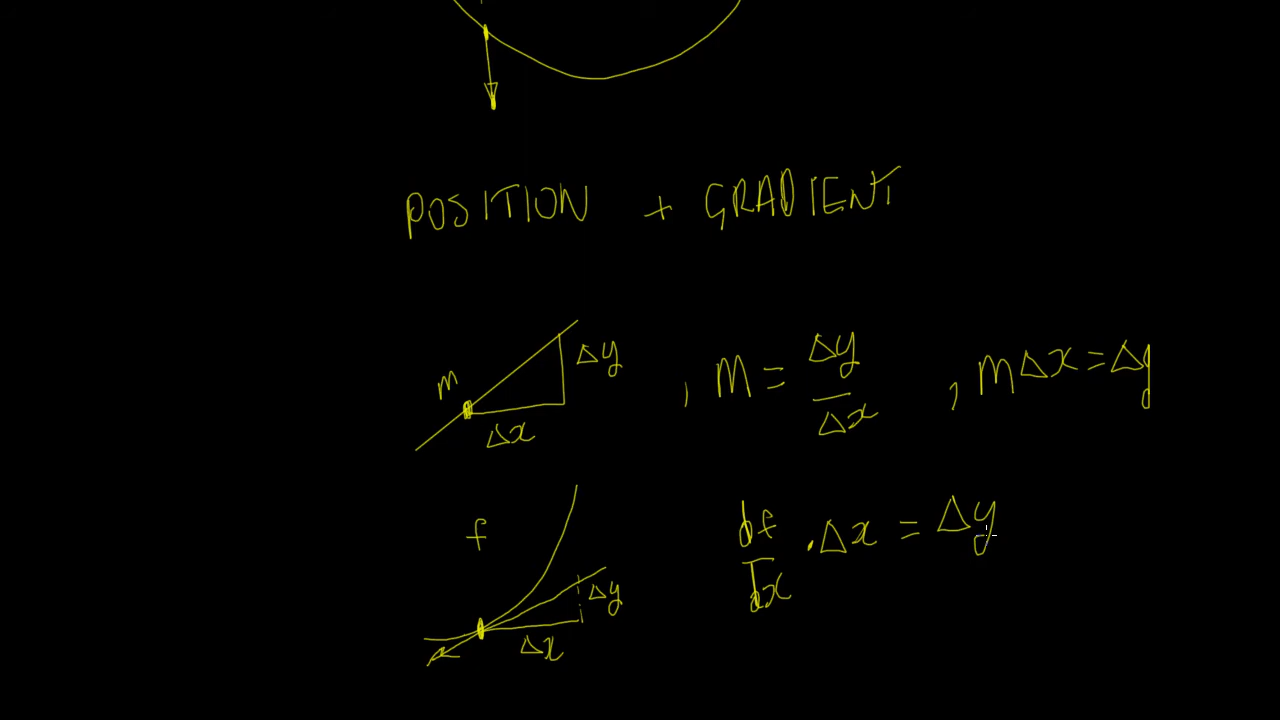 POSITION + GRADIENT
m Δy , m = Δy/Δx , mΔx = Δy
Δx
f df/dx . Δx = Δy
Δy
Δx